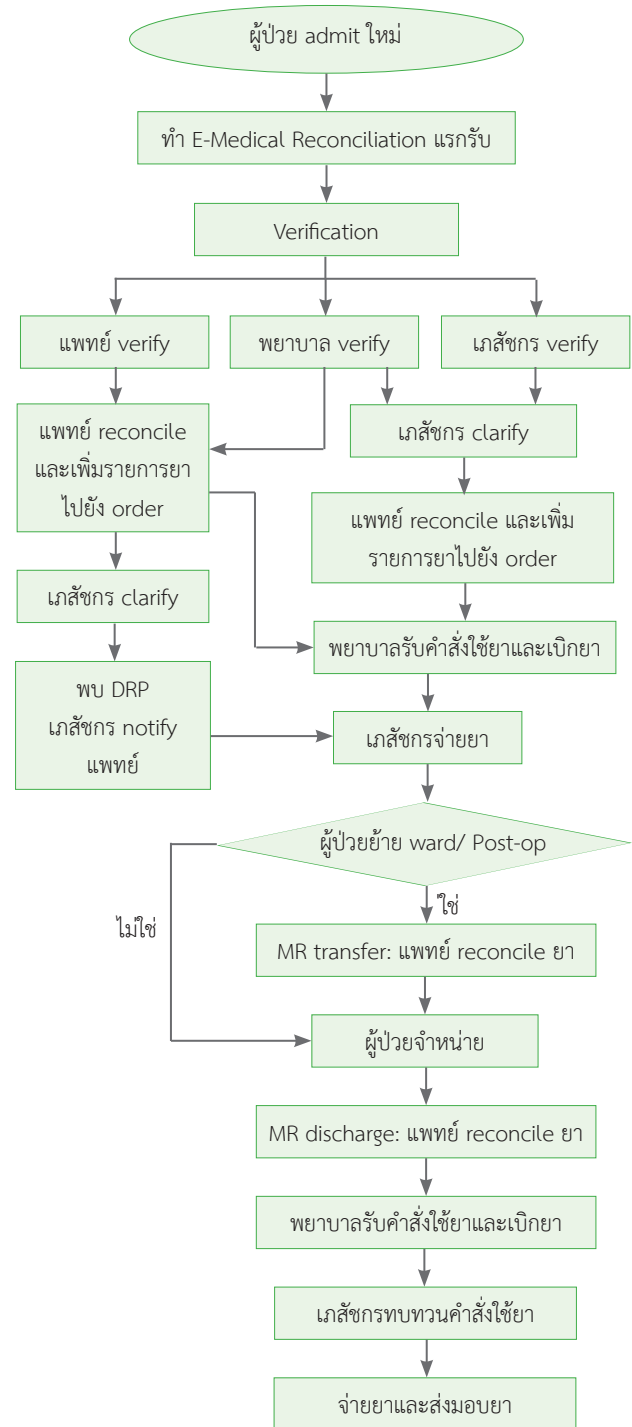 ผู้ป่วย admit ใหม่
ทำ E-Medical Reconciliation แรกรับ
Verification
แพทย์ verify
พยาบาล verify
เภสัชกร verify
แพทย์ reconcile
และเพิ่มรายการยา
ไปยัง order
เภสัชกร clarify
แพทย์ reconcile และเพิ่ม
รายการยาไปยัง order
เภสัชกร clarify
พยาบาลรับคำสั่งใช้ยาและเบิกยา
พบ DRP
เภสัชกร notify
แพทย์
เภสัชกรจ่ายยา
ผู้ป่วยย้าย ward/ Post-op
ไม่ใช่
ใช่
MR transfer: แพทย์ reconcile ยา
ผู้ป่วยจำหน่าย
MR discharge: แพทย์ reconcile ยา
พยาบาลรับคำสั่งใช้ยาและเบิกยา
เภสัชกรทบทวนคำสั่งใช้ยา
จ่ายยาและส่งมอบยา